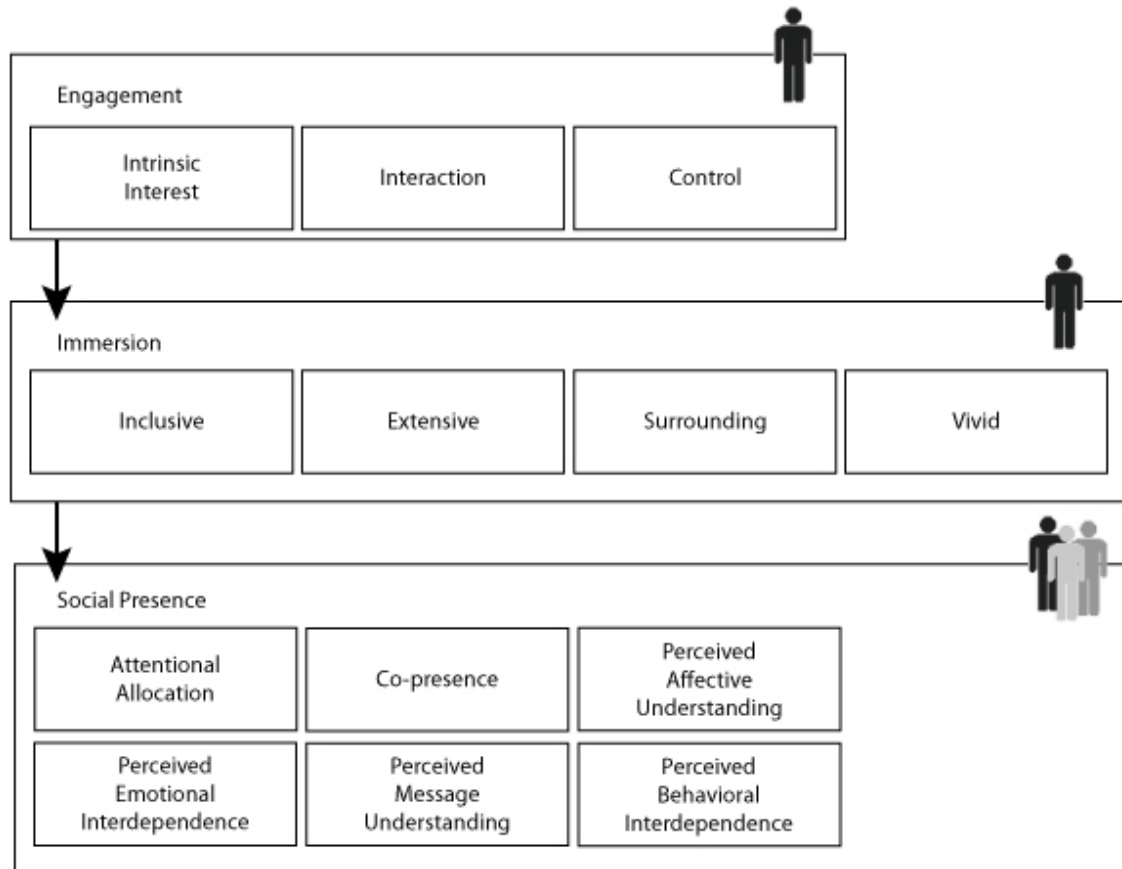 Engagement
Intrinsic
Interest
Interaction
Control
Immersion
Inclusive
Extensive
Surrounding
Vivid
Social Presence
Attentional
Allocation
Co-presence
Perceived
Affective
Understanding
Perceived
Emotional
Interdependence
Perceived
Message
Understanding
Perceived
Behavioral
Interdependence